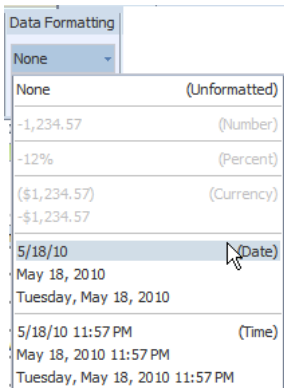 Data Formatting
None
None (Unformatted)
-1,234.57 (Number)
-12% (Percent)
($1,234.57) (Currency)
-$1,234.57
5/18/10 (Date)
May 18, 2010
Tuesday, May 18, 2010
5/18/10 11:57 PM (Time)
May 18, 2010 11:57 PM
Tuesday, May 18, 2010 11:57 PM